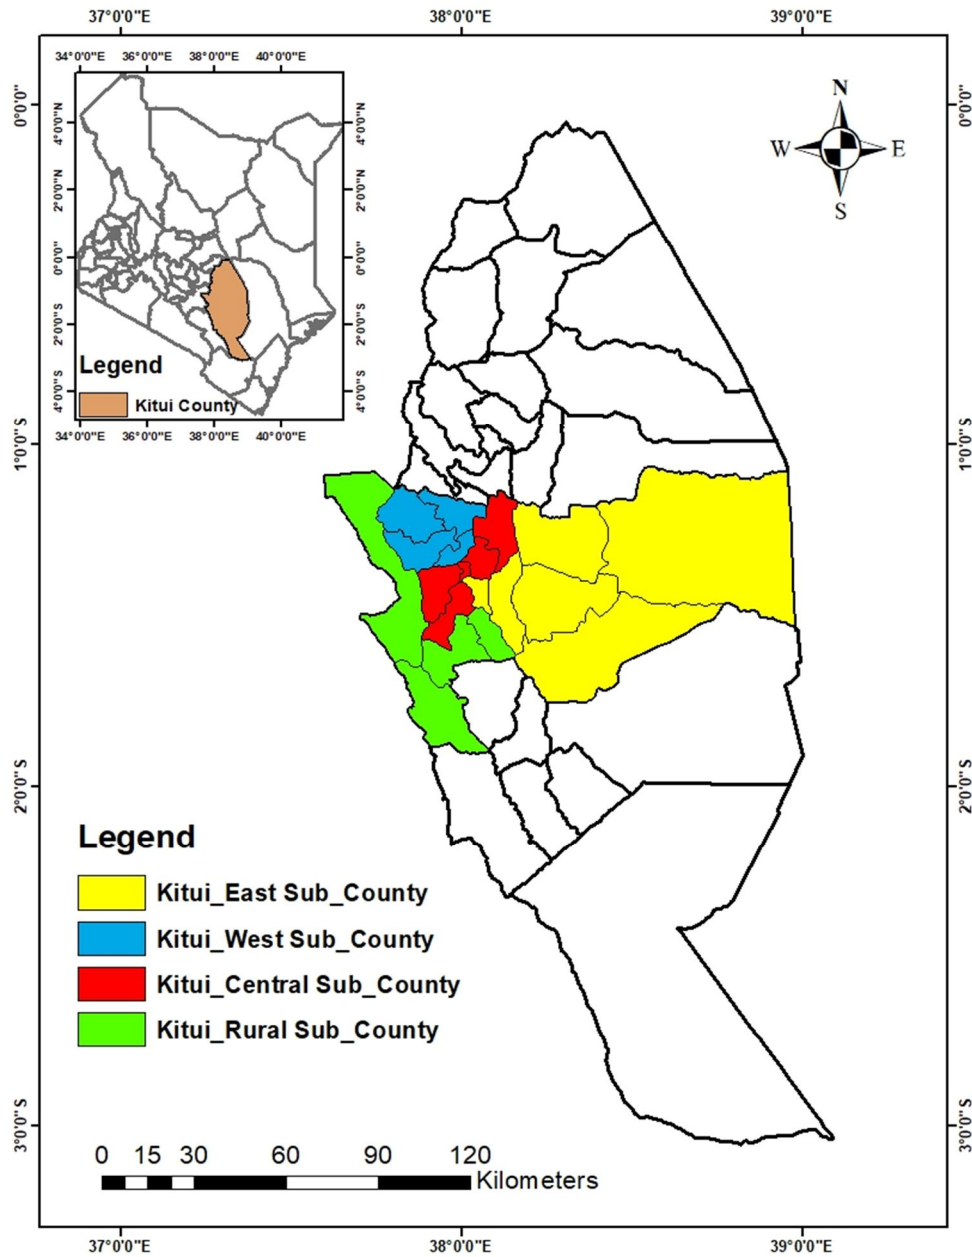 37°0'0"E 38°0'0"E 39°0'0"E
34°0'0"E 36°0'0"E 38°0'0"E 40°0'0"E
N
W E
S
0°0'0" 0°0'0"
4°0'0"N 4°0'0"N
2°0'0"N 2°0'0"N
0°0'0" 0°0'0"
2°0'0"S 2°0'0"S
4°0'0"S 4°0'0"S
Legend
Kitui County
34°0'0"E 36°0'0"E 38°0'0"E 40°0'0"E
1°0'0"S 1°0'0"S
2°0'0"S 2°0'0"S
Legend
Kitui_East Sub_County
Kitui_West Sub_County
Kitui_Central Sub_County
Kitui_Rural Sub_County
3°0'0"S 3°0'0"S
0 15 30 60 90 120
Kilometers
37°0'0"E 38°0'0"E 39°0'0"E